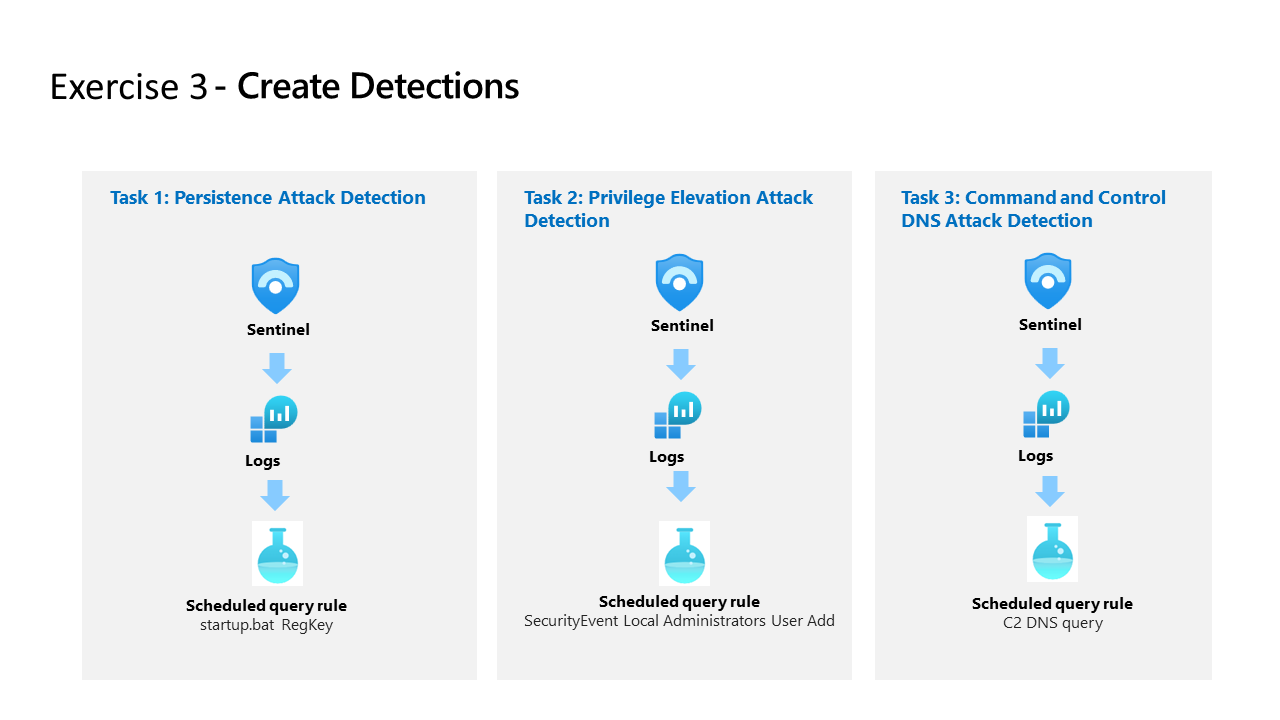 Exercise 3 - Create Detections
Task 1: Persistence Attack Detection
Sentinel
Logs
Scheduled query rule
startup.bat RegKey
Task 2: Privilege Elevation Attack
Detection
Sentinel
Logs
Scheduled query rule
SecurityEvent Local Administrators User Add
Task 3: Command and Control
DNS Attack Detection
Sentinel
Logs
Scheduled query rule
C2 DNS query